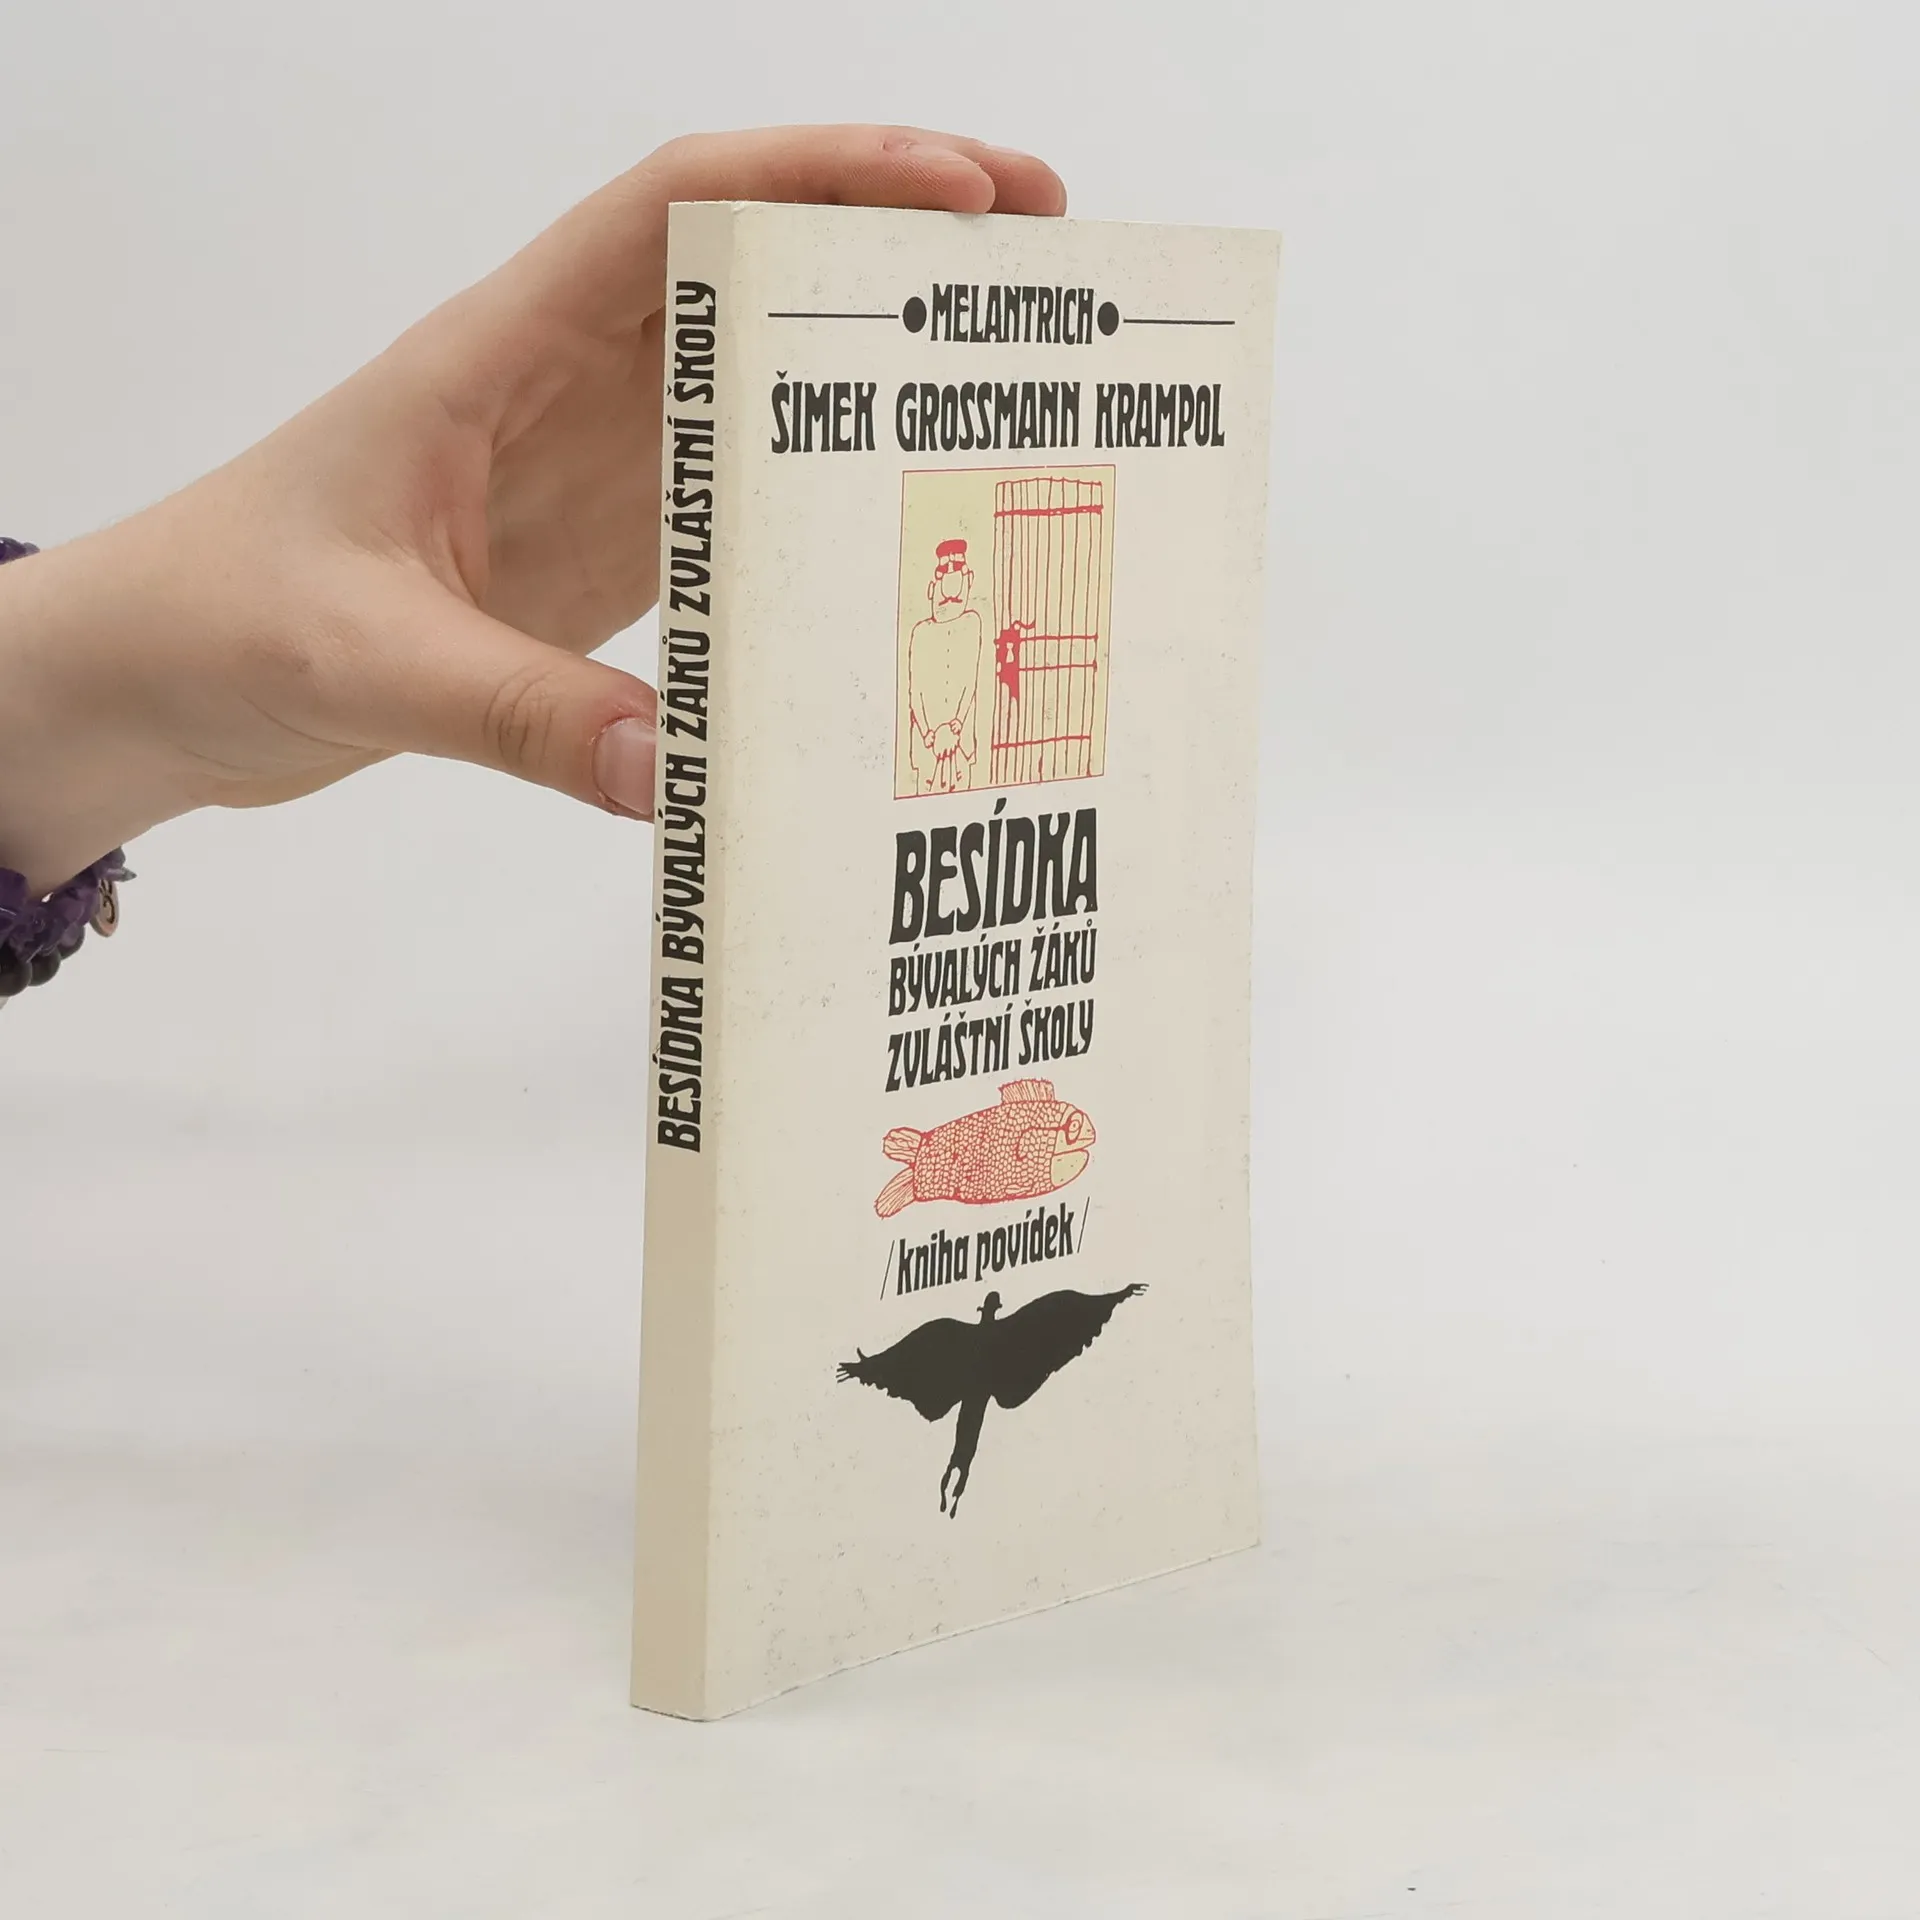 BESÍDKA BÝVALÝCH ŽÁKŮ ZVLÁŠTNÍ ŠKOLY
MELANTRICH
ŠIMEK GROSSMANN KRAMPOL
BESÍDKA
BÝVALÝCH ŽÁKŮ
ZVLÁŠTNÍ ŠKOLY
/kniha povídek/